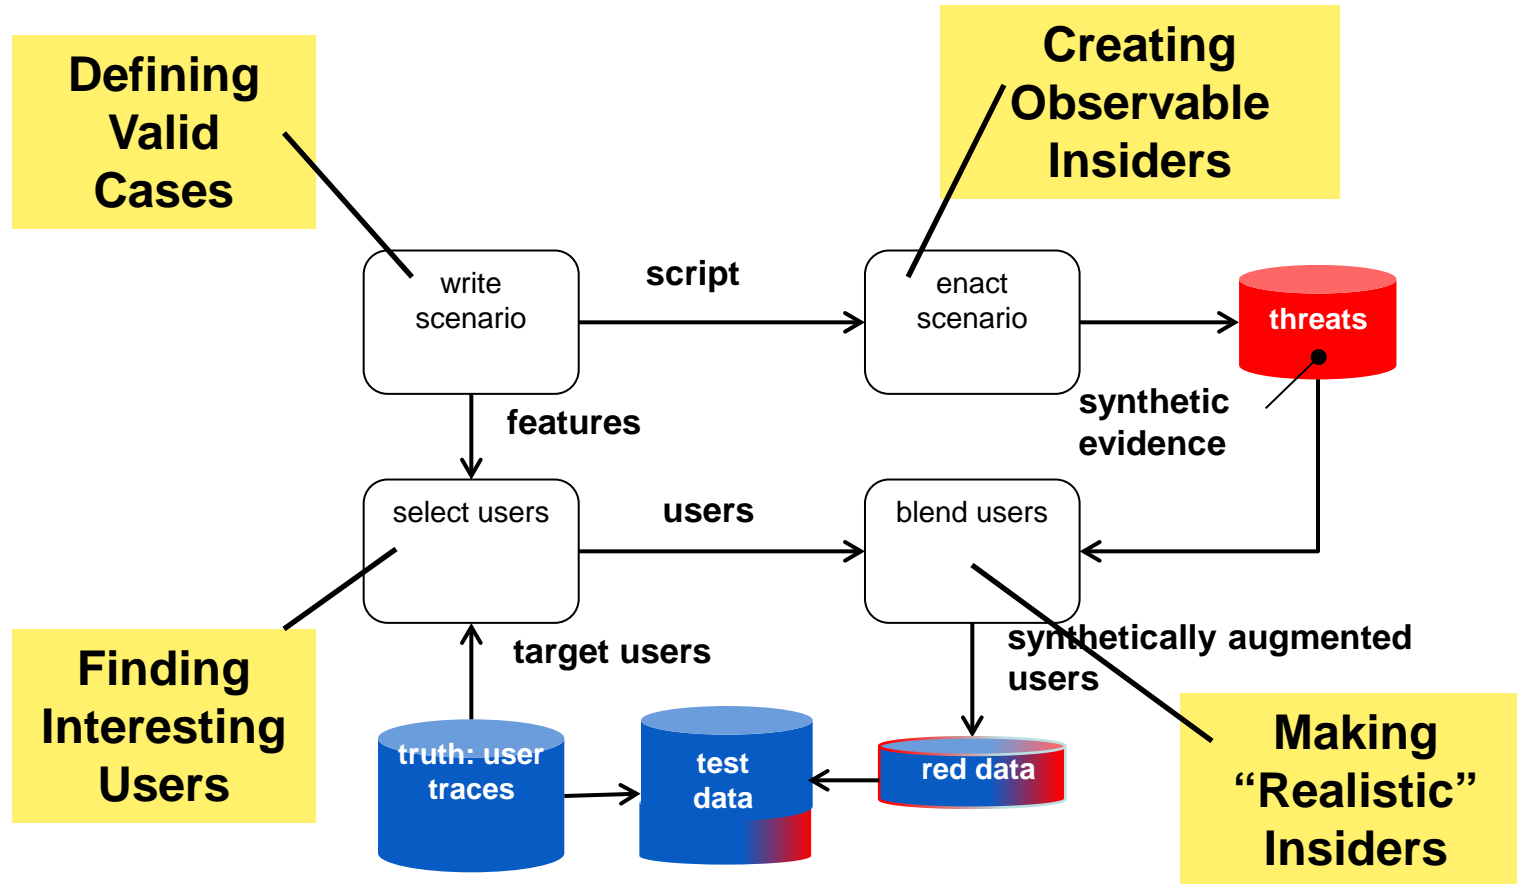 Defining
Valid
Cases
Creating
Observable
Insiders
write
scenario
script
enact
scenario
threats
synthetic
evidence
features
select users
users
blend users
target users
synthetically augmented
users
Finding
Interesting
Users
truth: user
traces
test
data
red data
Making
“Realistic”
Insiders